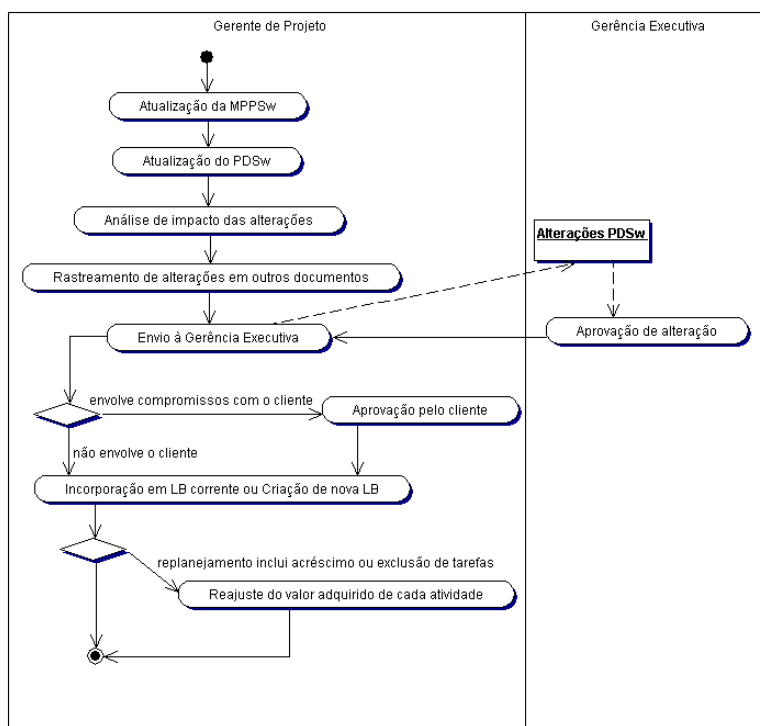 Gerente de Projeto
Gerência Executiva
Atualização da MPPSw
Atualização do PDSw
Análise de impacto das alterações
Alterações PDSw
Rastreamento de alterações em outros documentos
Envio à Gerência Executiva
Aprovação de alteração
envolve compromissos com o cliente
Aprovação pelo cliente
não envolve o cliente
Incorporação em LB corrente ou Criação de nova LB
replanejamento inclui acréscimo ou exclusão de tarefas
Reajuste do valor adquirido de cada atividade